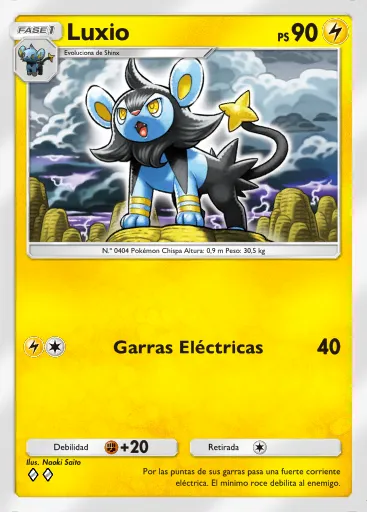 FASE 1
Luxio
PS 90
Evoluciona de Shinx
N.º 0404 Pokémon Chispa Altura: 0,9 m Peso: 30,5 kg
Garras Eléctricas 40
Debilidad +20 Retirada
Ilus. Naoki Saito
Por las puntas de sus garras pasa una fuerte corriente
eléctrica. El mínimo roce debilita al enemigo.